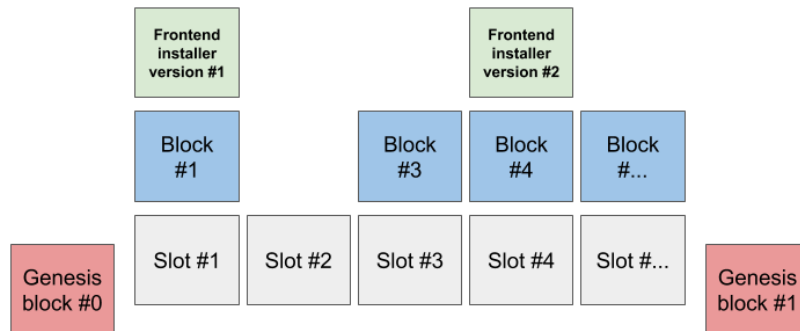 Frontend
installer
version #1
Frontend
installer
version #2
Block
#1
Block
#3
Block
#4
Block
#...
Slot #1
Slot #2
Slot #3
Slot #4
Slot #...
Genesis
block #0
Genesis
block #1